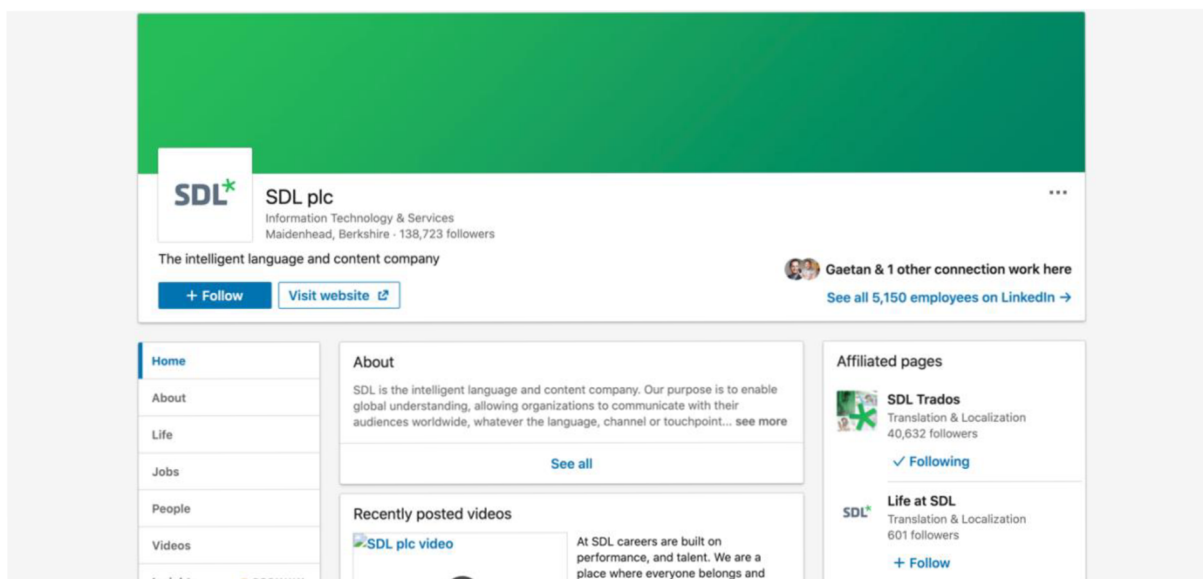 SDL*
SDL plc
Information Technology & Services
Maidenhead, Berkshire · 138,723 followers
The intelligent language and content company
+ Follow
Visit website
Gaetan & 1 other connection work here
See all 5,150 employees on LinkedIn →
Home
About
Life
Jobs
People
Videos
About
SDL is the intelligent language and content company. Our purpose is to enable
global understanding, allowing organizations to communicate with their
audiences worldwide, whatever the language, channel or touchpoint... see more
See all
Recently posted videos
SDL plc video
At SDL careers are built on
performance, and talent. We are a
place where everyone belongs and
Affiliated pages
SDL Trados
Translation & Localization
40,632 followers
✓ Following
SDL*
Life at SDL
Translation & Localization
601 followers
+ Follow